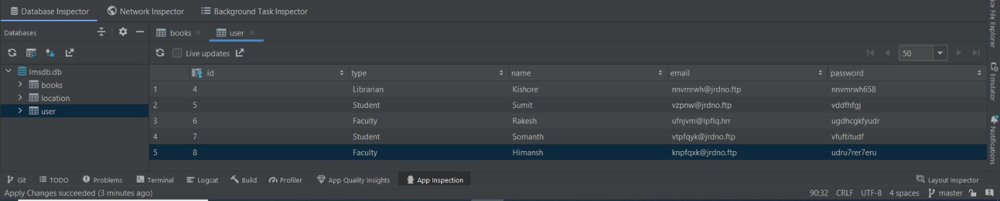 Database Inspector Network Inspector Background Task Inspector
Databases books user
Live updates 50
lmsdb.db
books
location
user
id type name email password
1 4 Librarian Kishore nnvmrwh@jrdno.ftp nnvmrwh658
2 5 Student Sumit vzpnw@jrdno.ftp vddfhfgj
3 6 Faculty Rakesh ufnjvm@lpflq.hrr ugdhcgkfyudr
4 7 Student Somanth vtpfqyk@jrdno.ftp vfuftitudf
5 8 Faculty Himansh knpfqxk@jrdno.ftp udru7rer7eru
ice File Explorer
Emulator
Notifications
Git TODO Problems Terminal Logcat Build Profiler App Quality Insights App Inspection Layout Inspector
Apply Changes succeeded (3 minutes ago) 90:32 CRLF UTF-8 4 spaces master